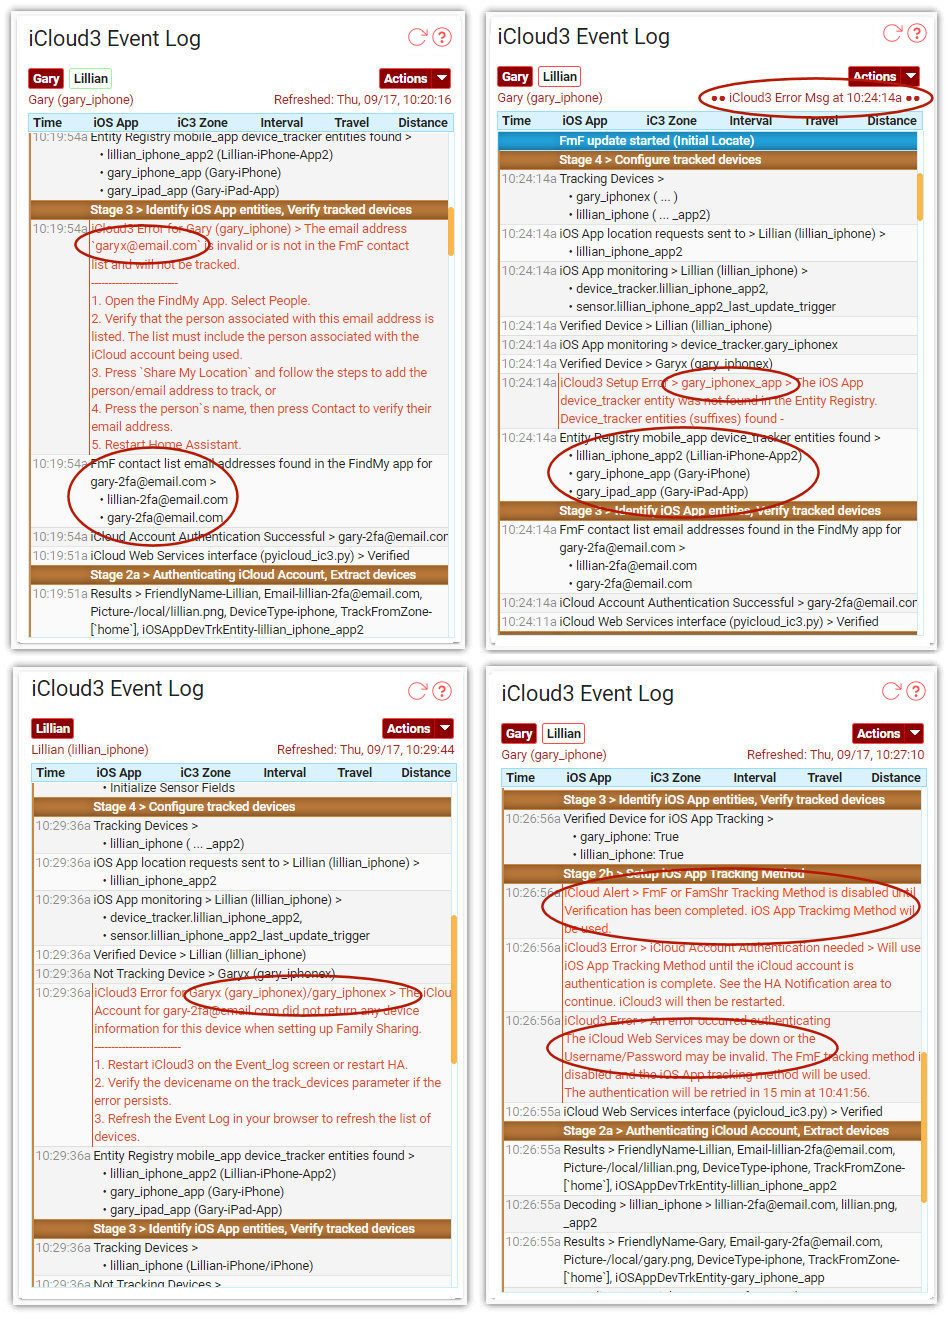 iCloud3 Event Log
Gary Lillian Actions
Gary (gary_iphone) Refreshed: Thu, 09/17, 10:20:16
Time iOS App iC3 Zone Interval Travel Distance
10:19:54a Entity Registry mobile_app device_tracker entities found >
• lillian_iphone_app2 (Lillian-iPhone-App2)
• gary_iphone_app (Gary-iPhone)
• gary_ipad_app (Gary-iPad-App)
Stage 3 > Identify iOS App entities, Verify tracked devices
10:19:54a iCloud3 Error for Gary (gary_iphone) > The email address
`garyx@email.com` is invalid or is not in the FmF contact
list and will not be tracked.
----------------------------
1. Open the FindMy App. Select People.
2. Verify that the person associated with this email address is
listed. The list must include the person associated with the
iCloud account being used.
3. Press `Share My Location` and follow the steps to add the
person/email address to track, or
4. Press the person`s name, then press Contact to verify their
email address.
5. Restart Home Assistant.
10:19:54a FmF contact list email addresses found in the FindMy app for
gary-2fa@email.com >
• lillian-2fa@email.com
• gary-2fa@email.com
10:19:54a iCloud Account Authentication Successful > gary-2fa@email.com
10:19:51a iCloud Web Services interface (pyicloud_ic3.py) > Verified
Stage 2a > Authenticating iCloud Account, Extract devices
10:19:51a Results > FriendlyName-Lillian, Email-lillian-2fa@email.com,
Picture-/local/lillian.png, DeviceType-iphone, TrackFromZone-
[`home`], iOSAppDevTrkEntity-lillian_iphone_app2
iCloud3 Event Log
Gary Lillian Actions
Gary (gary_iphone) •• iCloud3 Error Msg at 10:24:14a ••
Time iOS App iC3 Zone Interval Travel Distance
FmF update started (Initial Locate)
Stage 4 > Configure tracked devices
10:24:14a Tracking Devices >
• gary_iphonex ( ... )
• lillian_iphone ( ... _app2)
10:24:14a iOS App location requests sent to > Lillian (lillian_iphone) >
• lillian_iphone_app2
10:24:14a iOS App monitoring > Lillian (lillian_iphone) >
• device_tracker.lillian_iphone_app2,
• sensor.lillian_iphone_app2_last_update_trigger
10:24:14a Verified Device > Lillian (lillian_iphone)
10:24:14a iOS App monitoring > device_tracker.gary_iphonex
10:24:14a Verified Device > Garyx (gary_iphonex)
10:24:14a iCloud3 Setup Error > gary_iphonex_app > The iOS App
device_tracker entity was not found in the Entity Registry.
Device_tracker entities (suffixes) found -
10:24:14a Entity Registry mobile_app device_tracker entities found >
• lillian_iphone_app2 (Lillian-iPhone-App2)
• gary_iphone_app (Gary-iPhone)
• gary_ipad_app (Gary-iPad-App)
Stage 3 > Identify iOS App entities, Verify tracked devices
10:24:14a FmF contact list email addresses found in the FindMy app for
gary-2fa@email.com >
• lillian-2fa@email.com
• gary-2fa@email.com
10:24:14a iCloud Account Authentication Successful > gary-2fa@email.com
10:24:11a iCloud Web Services interface (pyicloud_ic3.py) > Verified
iCloud3 Event Log
Lillian Actions
Lillian (lillian_iphone) Refreshed: Thu, 09/17, 10:29:44
Time iOS App iC3 Zone Interval Travel Distance
• Initialize Sensor Fields
Stage 4 > Configure tracked devices
10:29:36a Tracking Devices >
• lillian_iphone ( ... _app2)
10:29:36a iOS App location requests sent to > Lillian (lillian_iphone) >
• lillian_iphone_app2
10:29:36a iOS App monitoring > Lillian (lillian_iphone) >
• device_tracker.lillian_iphone_app2,
• sensor.lillian_iphone_app2_last_update_trigger
10:29:36a Verified Device > Lillian (lillian_iphone)
10:29:36a Not Tracking Device > Garyx (gary_iphonex)
10:29:36a iCloud3 Error for Garyx (gary_iphonex)/gary_iphonex > The iClou
Account for gary-2fa@email.com did not return any device
information for this device when setting up Family Sharing.
----------------------------
1. Restart iCloud3 on the Event_log screen or restart HA.
2. Verify the devicename on the track_devices parameter if the
error persists.
3. Refresh the Event Log in your browser to refresh the list of
devices.
10:29:36a Entity Registry mobile_app device_tracker entities found >
• lillian_iphone_app2 (Lillian-iPhone-App2)
• gary_iphone_app (Gary-iPhone)
• gary_ipad_app (Gary-iPad-App)
Stage 3 > Identify iOS App entities, Verify tracked devices
10:29:36a Tracking Devices >
• lillian_iphone (Lillian-iPhone/iPhone)
10:29:36a Not Tracking Devices >
iCloud3 Event Log
Gary Lillian Actions
Gary (gary_iphone) Refreshed: Thu, 09/17, 10:27:10
Time iOS App iC3 Zone Interval Travel Distance
Stage 3 > Identify iOS App entities, Verify tracked devices
10:26:56a Verified Device for iOS App Tracking >
• gary_iphone: True
• lillian_iphone: True
Stage 2b > Setup iOS App Tracking Method
10:26:56a iCloud Alert > FmF or FamShr Tracking Method is disabled until
Verification has been completed. iOS App Trackimg Method wil
be used.
10:26:56a iCloud3 Error > iCloud Account Authentication needed > Will use
iOS App Tracking Method until the iCloud account is
authentication is complete. See the HA Notification area to
continue. iCloud3 will then be restarted.
10:26:56a iCloud3 Error > An error occurred authenticating
The iCloud Web Services may be down or the
Username/Password may be invalid. The FmF tracking method i
disabled and the iOS App tracking method will be used.
The authentication will be retried in 15 min at 10:41:56.
10:26:55a iCloud Web Services interface (pyicloud_ic3.py) > Verified
Stage 2a > Authenticating iCloud Account, Extract devices
10:26:55a Results > FriendlyName-Lillian, Email-lillian-2fa@email.com,
Picture-/local/lillian.png, DeviceType-iphone, TrackFromZone-
[`home`], iOSAppDevTrkEntity-lillian_iphone_app2
10:26:55a Decoding > lillian_iphone > lillian-2fa@email.com, lillian.png,
_app2
10:26:55a Results > FriendlyName-Gary, Email-gary-2fa@email.com,
Picture-/local/gary.png, DeviceType-iphone, TrackFromZone-
[`home`], iOSAppDevTrkEntity-gary_iphone_app